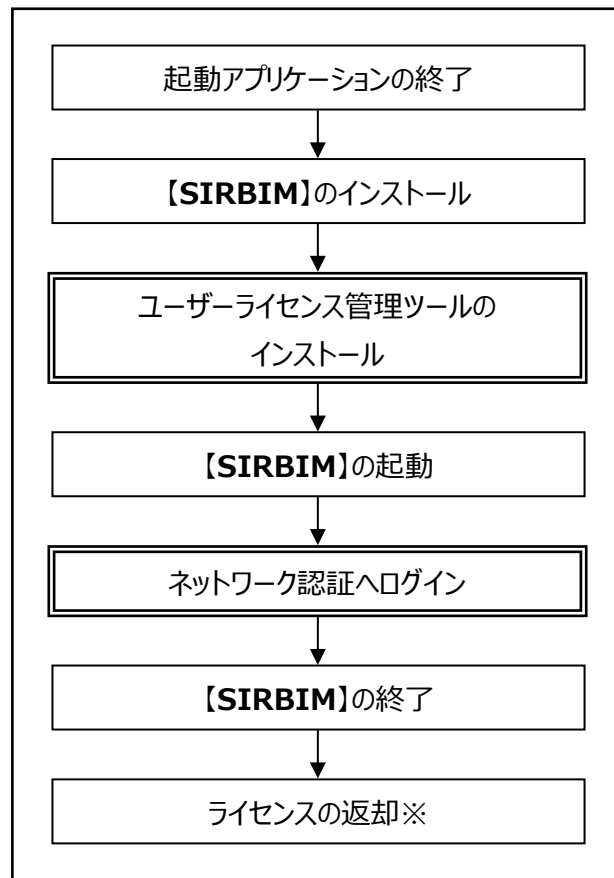 起動アプリケーションの終了
【SIRBIM】のインストール
ユーザーライセンス管理ツールの
インストール
【SIRBIM】の起動
ネットワーク認証へログイン
【SIRBIM】の終了
ライセンスの返却※